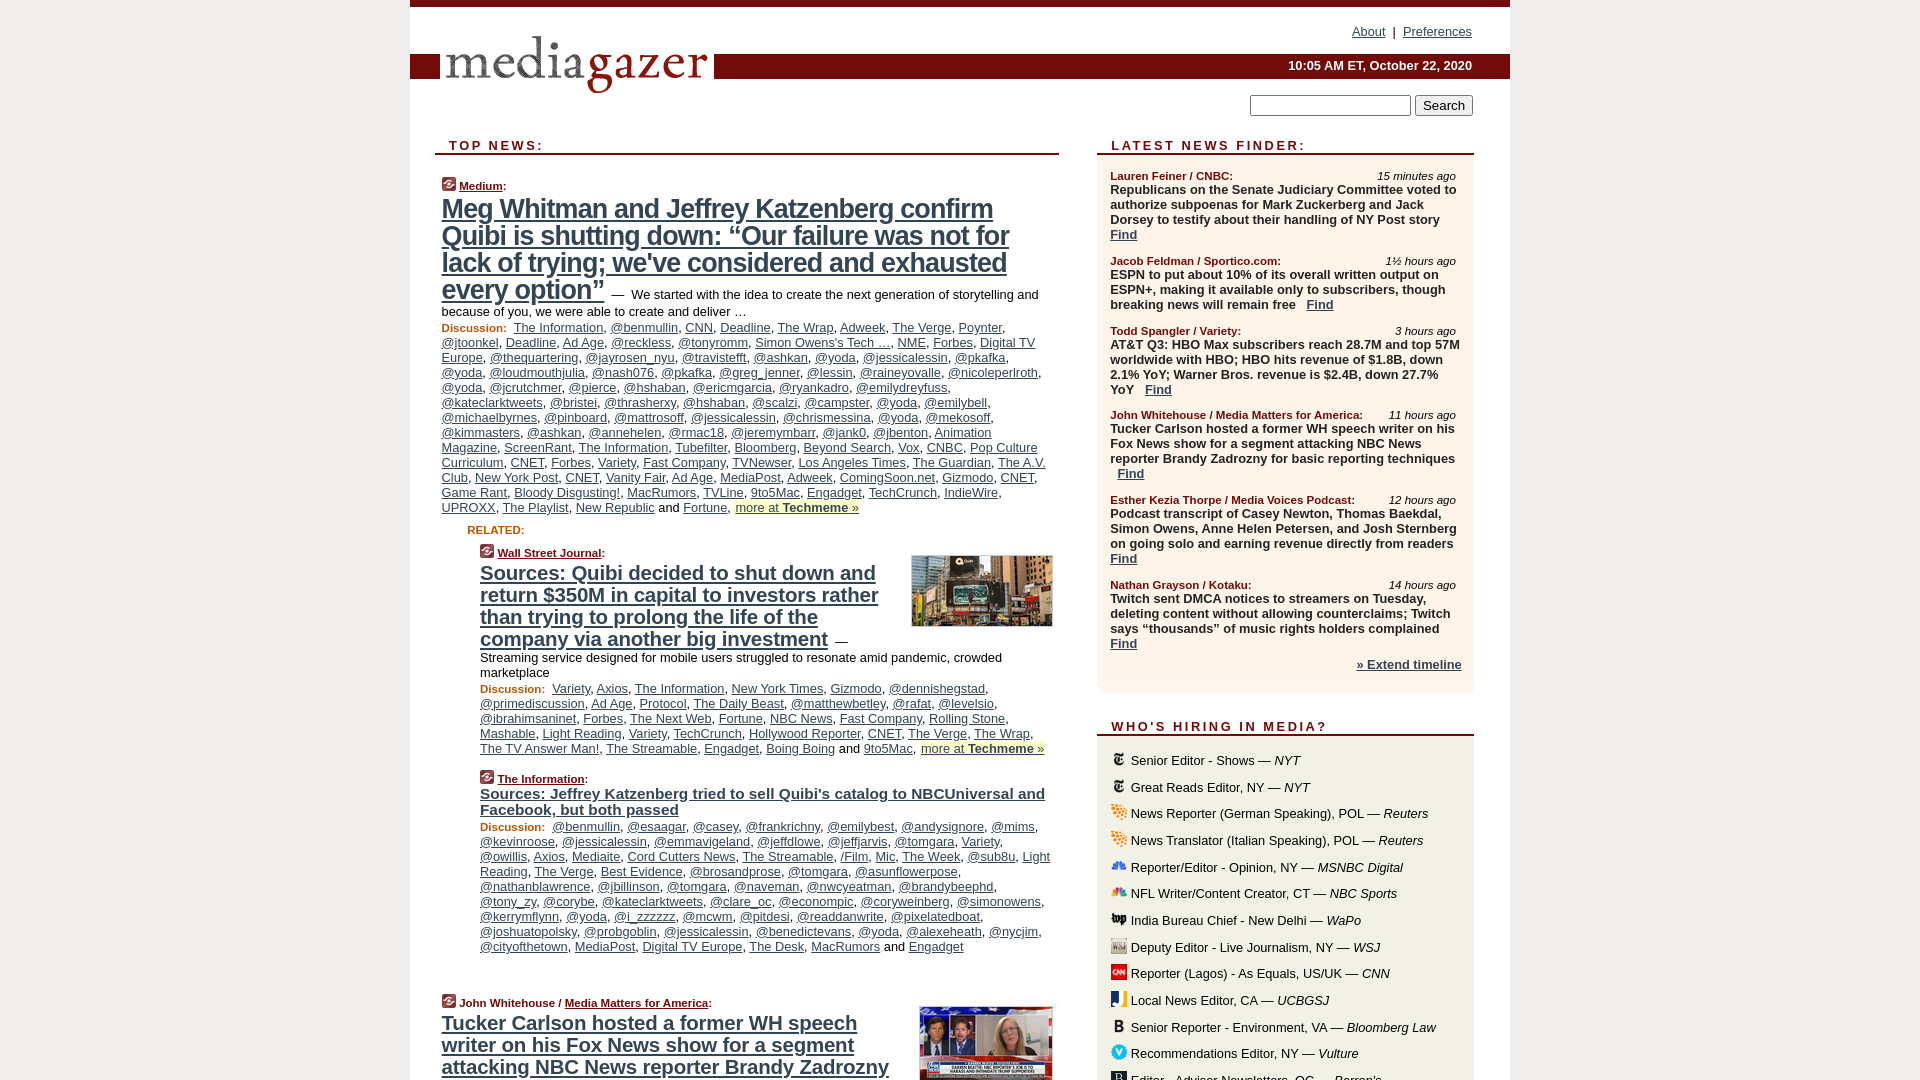 About | Preferences
mediagazer
10:05 AM ET, October 22, 2020
Search
TOP NEWS:
Medium:
Meg Whitman and Jeffrey Katzenberg confirm
Quibi is shutting down: “Our failure was not for
lack of trying; we've considered and exhausted
every option” — We started with the idea to create the next generation of storytelling and
because of you, we were able to create and deliver …
Discussion: The Information, @benmullin, CNN, Deadline, The Wrap, Adweek, The Verge, Poynter,
@jtoonkel, Deadline, Ad Age, @reckless, @tonyromm, Simon Owens's Tech …, NME, Forbes, Digital TV
Europe, @thequartering, @jayrosen_nyu, @travistefft, @ashkan, @yoda, @jessicalessin, @pkafka,
@yoda, @loudmouthjulia, @nash076, @pkafka, @greg_jenner, @lessin, @raineyovalle, @nicoleperlroth,
@yoda, @jcrutchmer, @pierce, @hshaban, @ericmgarcia, @ryankadro, @emilydreyfuss,
@kateclarktweets, @bristei, @thrasherxy, @hshaban, @scalzi, @campster, @yoda, @emilybell,
@michaelbyrnes, @pinboard, @mattrosoff, @jessicalessin, @chrismessina, @yoda, @mekosoff,
@kimmasters, @ashkan, @annehelen, @rmac18, @jeremymbarr, @jank0, @jbenton, Animation
Magazine, ScreenRant, The Information, Tubefilter, Bloomberg, Beyond Search, Vox, CNBC, Pop Culture
Curriculum, CNET, Forbes, Variety, Fast Company, TVNewser, Los Angeles Times, The Guardian, The A.V.
Club, New York Post, CNET, Vanity Fair, Ad Age, MediaPost, Adweek, ComingSoon.net, Gizmodo, CNET,
Game Rant, Bloody Disgusting!, MacRumors, TVLine, 9to5Mac, Engadget, TechCrunch, IndieWire,
UPROXX, The Playlist, New Republic and Fortune, more at Techmeme »
RELATED:
Wall Street Journal:
Sources: Quibi decided to shut down and
return $350M in capital to investors rather
than trying to prolong the life of the
company via another big investment —
Streaming service designed for mobile users struggled to resonate amid pandemic, crowded
marketplace
Discussion: Variety, Axios, The Information, New York Times, Gizmodo, @dennishegstad,
@primediscussion, Ad Age, Protocol, The Daily Beast, @matthewbetley, @rafat, @levelsio,
@ibrahimsaninet, Forbes, The Next Web, Fortune, NBC News, Fast Company, Rolling Stone,
Mashable, Light Reading, Variety, TechCrunch, Hollywood Reporter, CNET, The Verge, The Wrap,
The TV Answer Man!, The Streamable, Engadget, Boing Boing and 9to5Mac, more at Techmeme »
The Information:
Sources: Jeffrey Katzenberg tried to sell Quibi's catalog to NBCUniversal and
Facebook, but both passed
Discussion: @benmullin, @esaagar, @casey, @frankrichny, @emilybest, @andysignore, @mims,
@kevinroose, @jessicalessin, @emmavigeland, @jeffdlowe, @jeffjarvis, @tomgara, Variety,
@owillis, Axios, Mediaite, Cord Cutters News, The Streamable, /Film, Mic, The Week, @sub8u, Light
Reading, The Verge, Best Evidence, @brosandprose, @tomgara, @asunflowerpose,
@nathanblawrence, @jbillinson, @tomgara, @naveman, @nwcyeatman, @brandybeephd,
@tony_zy, @corybe, @kateclarktweets, @clare_oc, @econompic, @coryweinberg, @simonowens,
@kerrymflynn, @yoda, @i_zzzzzz, @mcwm, @pitdesi, @readdanwrite, @pixelatedboat,
@joshuatopolsky, @probgoblin, @jessicalessin, @benedictevans, @yoda, @alexeheath, @nycjim,
@cityofthetown, MediaPost, Digital TV Europe, The Desk, MacRumors and Engadget
John Whitehouse / Media Matters for America:
Tucker Carlson hosted a former WH speech
writer on his Fox News show for a segment
attacking NBC News reporter Brandy Zadrozny
LATEST NEWS FINDER:
Lauren Feiner / CNBC: 15 minutes ago
Republicans on the Senate Judiciary Committee voted to
authorize subpoenas for Mark Zuckerberg and Jack
Dorsey to testify about their handling of NY Post story
Find
Jacob Feldman / Sportico.com: 1½ hours ago
ESPN to put about 10% of its overall written output on
ESPN+, making it available only to subscribers, though
breaking news will remain free Find
Todd Spangler / Variety: 3 hours ago
AT&T Q3: HBO Max subscribers reach 28.7M and top 57M
worldwide with HBO; HBO hits revenue of $1.8B, down
2.1% YoY; Warner Bros. revenue is $2.4B, down 27.7%
YoY Find
John Whitehouse / Media Matters for America: 11 hours ago
Tucker Carlson hosted a former WH speech writer on his
Fox News show for a segment attacking NBC News
reporter Brandy Zadrozny for basic reporting techniques
Find
Esther Kezia Thorpe / Media Voices Podcast: 12 hours ago
Podcast transcript of Casey Newton, Thomas Baekdal,
Simon Owens, Anne Helen Petersen, and Josh Sternberg
on going solo and earning revenue directly from readers
Find
Nathan Grayson / Kotaku: 14 hours ago
Twitch sent DMCA notices to streamers on Tuesday,
deleting content without allowing counterclaims; Twitch
says “thousands” of music rights holders complained
Find
» Extend timeline
WHO'S HIRING IN MEDIA?
Senior Editor - Shows — NYT
Great Reads Editor, NY — NYT
News Reporter (German Speaking), POL — Reuters
News Translator (Italian Speaking), POL — Reuters
Reporter/Editor - Opinion, NY — MSNBC Digital
NFL Writer/Content Creator, CT — NBC Sports
India Bureau Chief - New Delhi — WaPo
Deputy Editor - Live Journalism, NY — WSJ
Reporter (Lagos) - As Equals, US/UK — CNN
Local News Editor, CA — UCBGSJ
Senior Reporter - Environment, VA — Bloomberg Law
Recommendations Editor, NY — Vulture
Editor - Advisor Newsletters, OC — Barron's